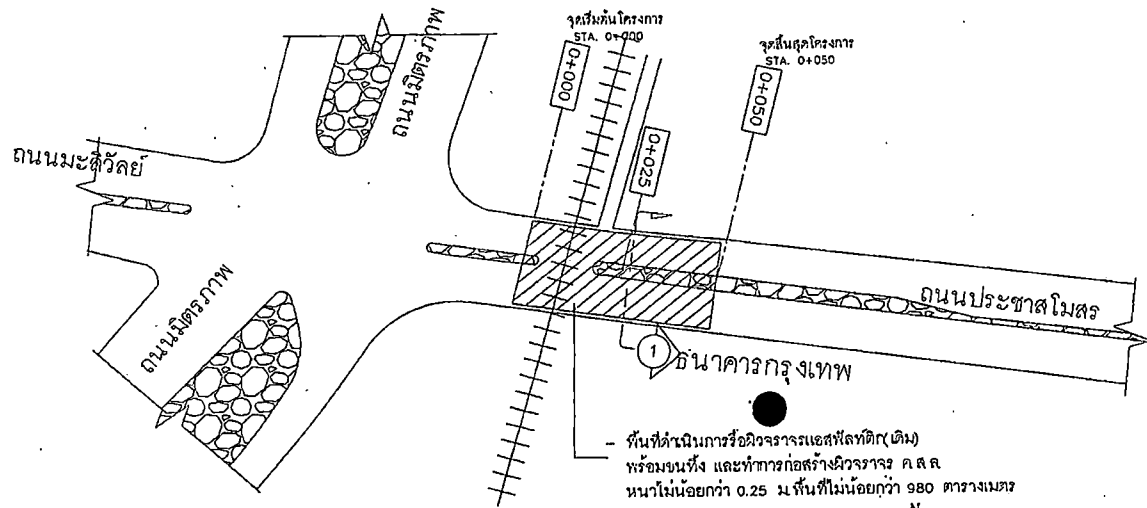 จุดเริ่มต้นโครงการ
STA. 0+000
จุดสิ้นสุดโครงการ
STA. 0+050
0+000
0+050
0+025
ถนนมิตรภาพ
ถนนมะลิวัลย์
ถนนมิตรภาพ
ถนนประชาสโมสร
1
ธนาคารกรุงเทพ
- พื้นที่ดำเนินการรื้อผิวจราจรแอสฟัลท์ติก(เดิม)
พร้อมขนทิ้ง และทำการก่อสร้างผิวจราจร ค.ส.ล.
หนาไม่น้อยกว่า 0.25 ม.พื้นที่ไม่น้อยกว่า 980 ตารางเมตร
N